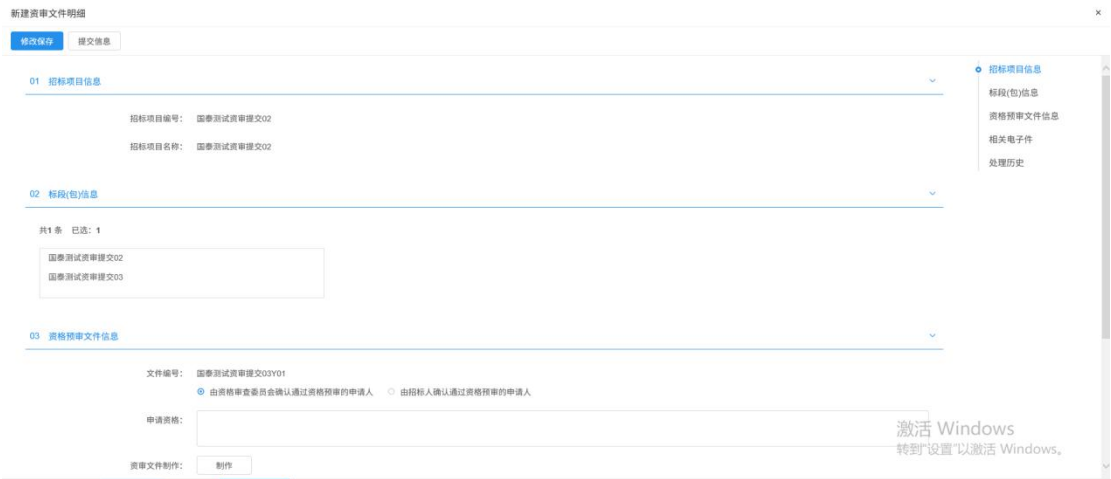 新建资审文件明细
×
修改保存 提交信息
01 招标项目信息
招标项目编号： 国泰测试资审提交02
招标项目名称： 国泰测试资审提交02
02 标段(包)信息
共1 条 已选：1
国泰测试资审提交02
国泰测试资审提交03
03 资格预审文件信息
文件编号： 国泰测试资审提交03Y01
由资格审查委员会确认通过资格预审的申请人 由招标人确认通过资格预审的申请人
申请资格：
资审文件制作： 制作
招标项目信息
标段(包)信息
资格预审文件信息
相关电子件
处理历史
激活 Windows
转到"设置"以激活 Windows。